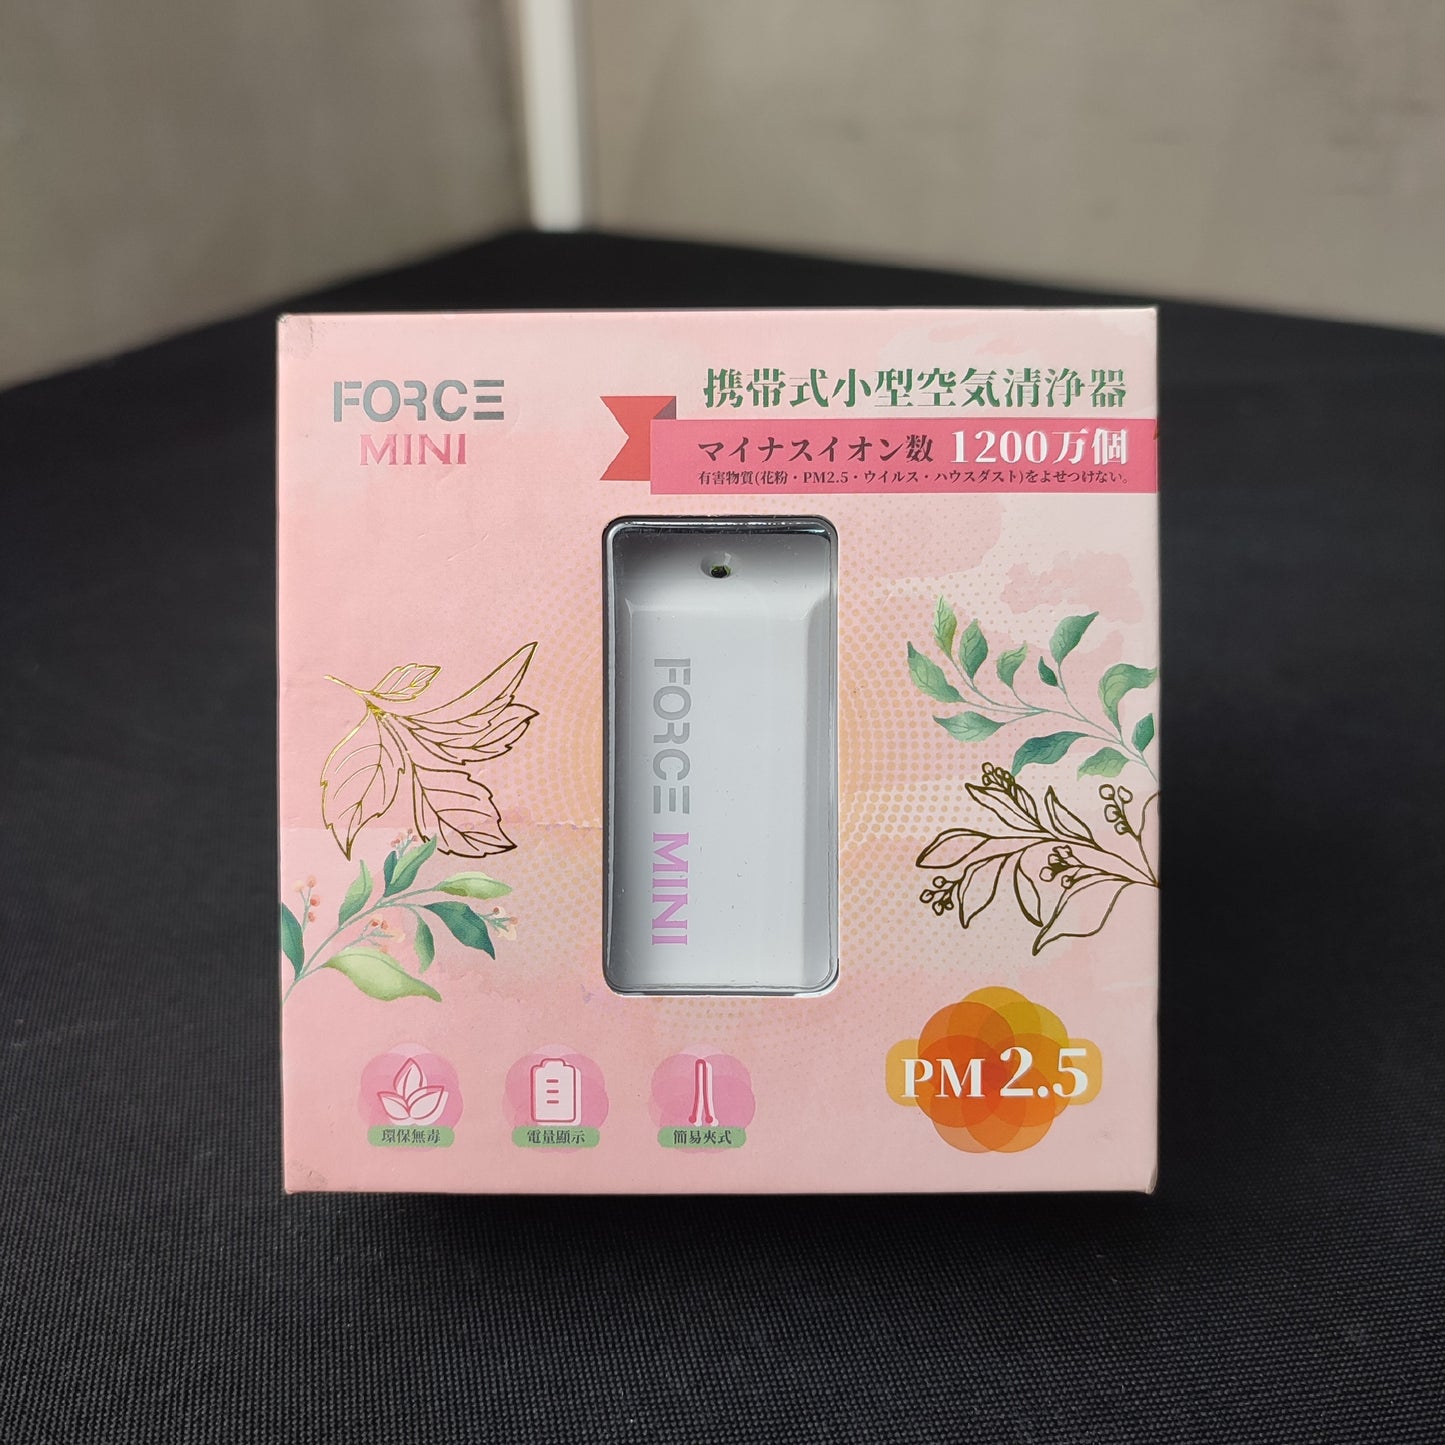 FORCE
MINI
携帯式小型空気清浄器
マイナスイオン数 1200万個
有害物質(花粉・PM2.5・ウイルス・ハウスダスト)をよせつけない。
FORCE MINI
環保無毒
電量顯示
簡易夾式
PM 2.5